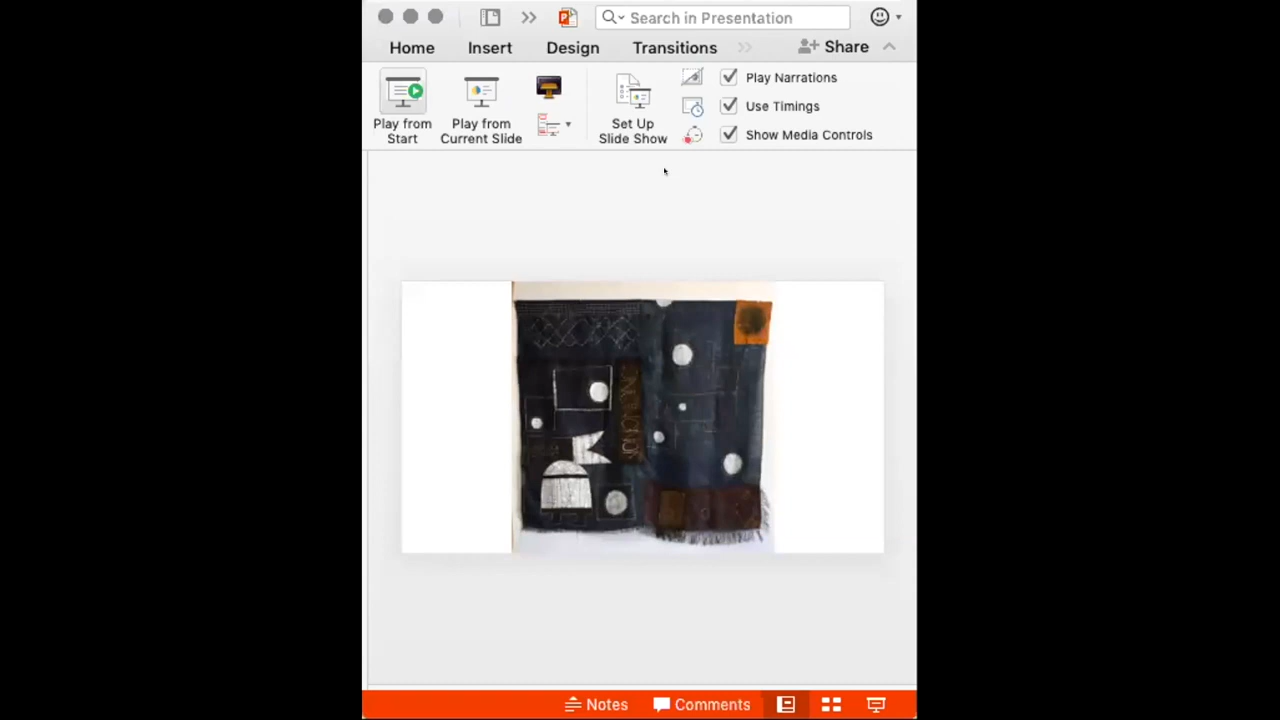 Search in Presentation
Home Insert Design Transitions Share
Play from Start
Play from Current Slide
Set Up Slide Show
Play Narrations
Use Timings
Show Media Controls
Notes Comments